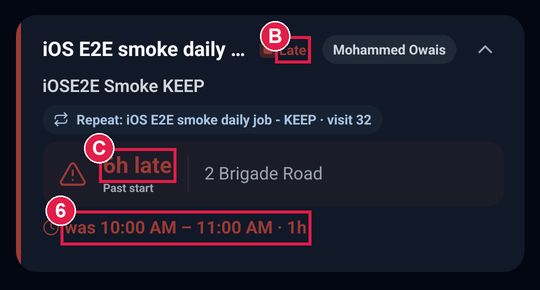 iOS E2E smoke daily ...
B
Late
Mohammed Owais
iOSE2E Smoke KEEP
Repeat: iOS E2E smoke daily job - KEEP · visit 32
C
6h late
Past start
2 Brigade Road
6
was 10:00 AM – 11:00 AM · 1h